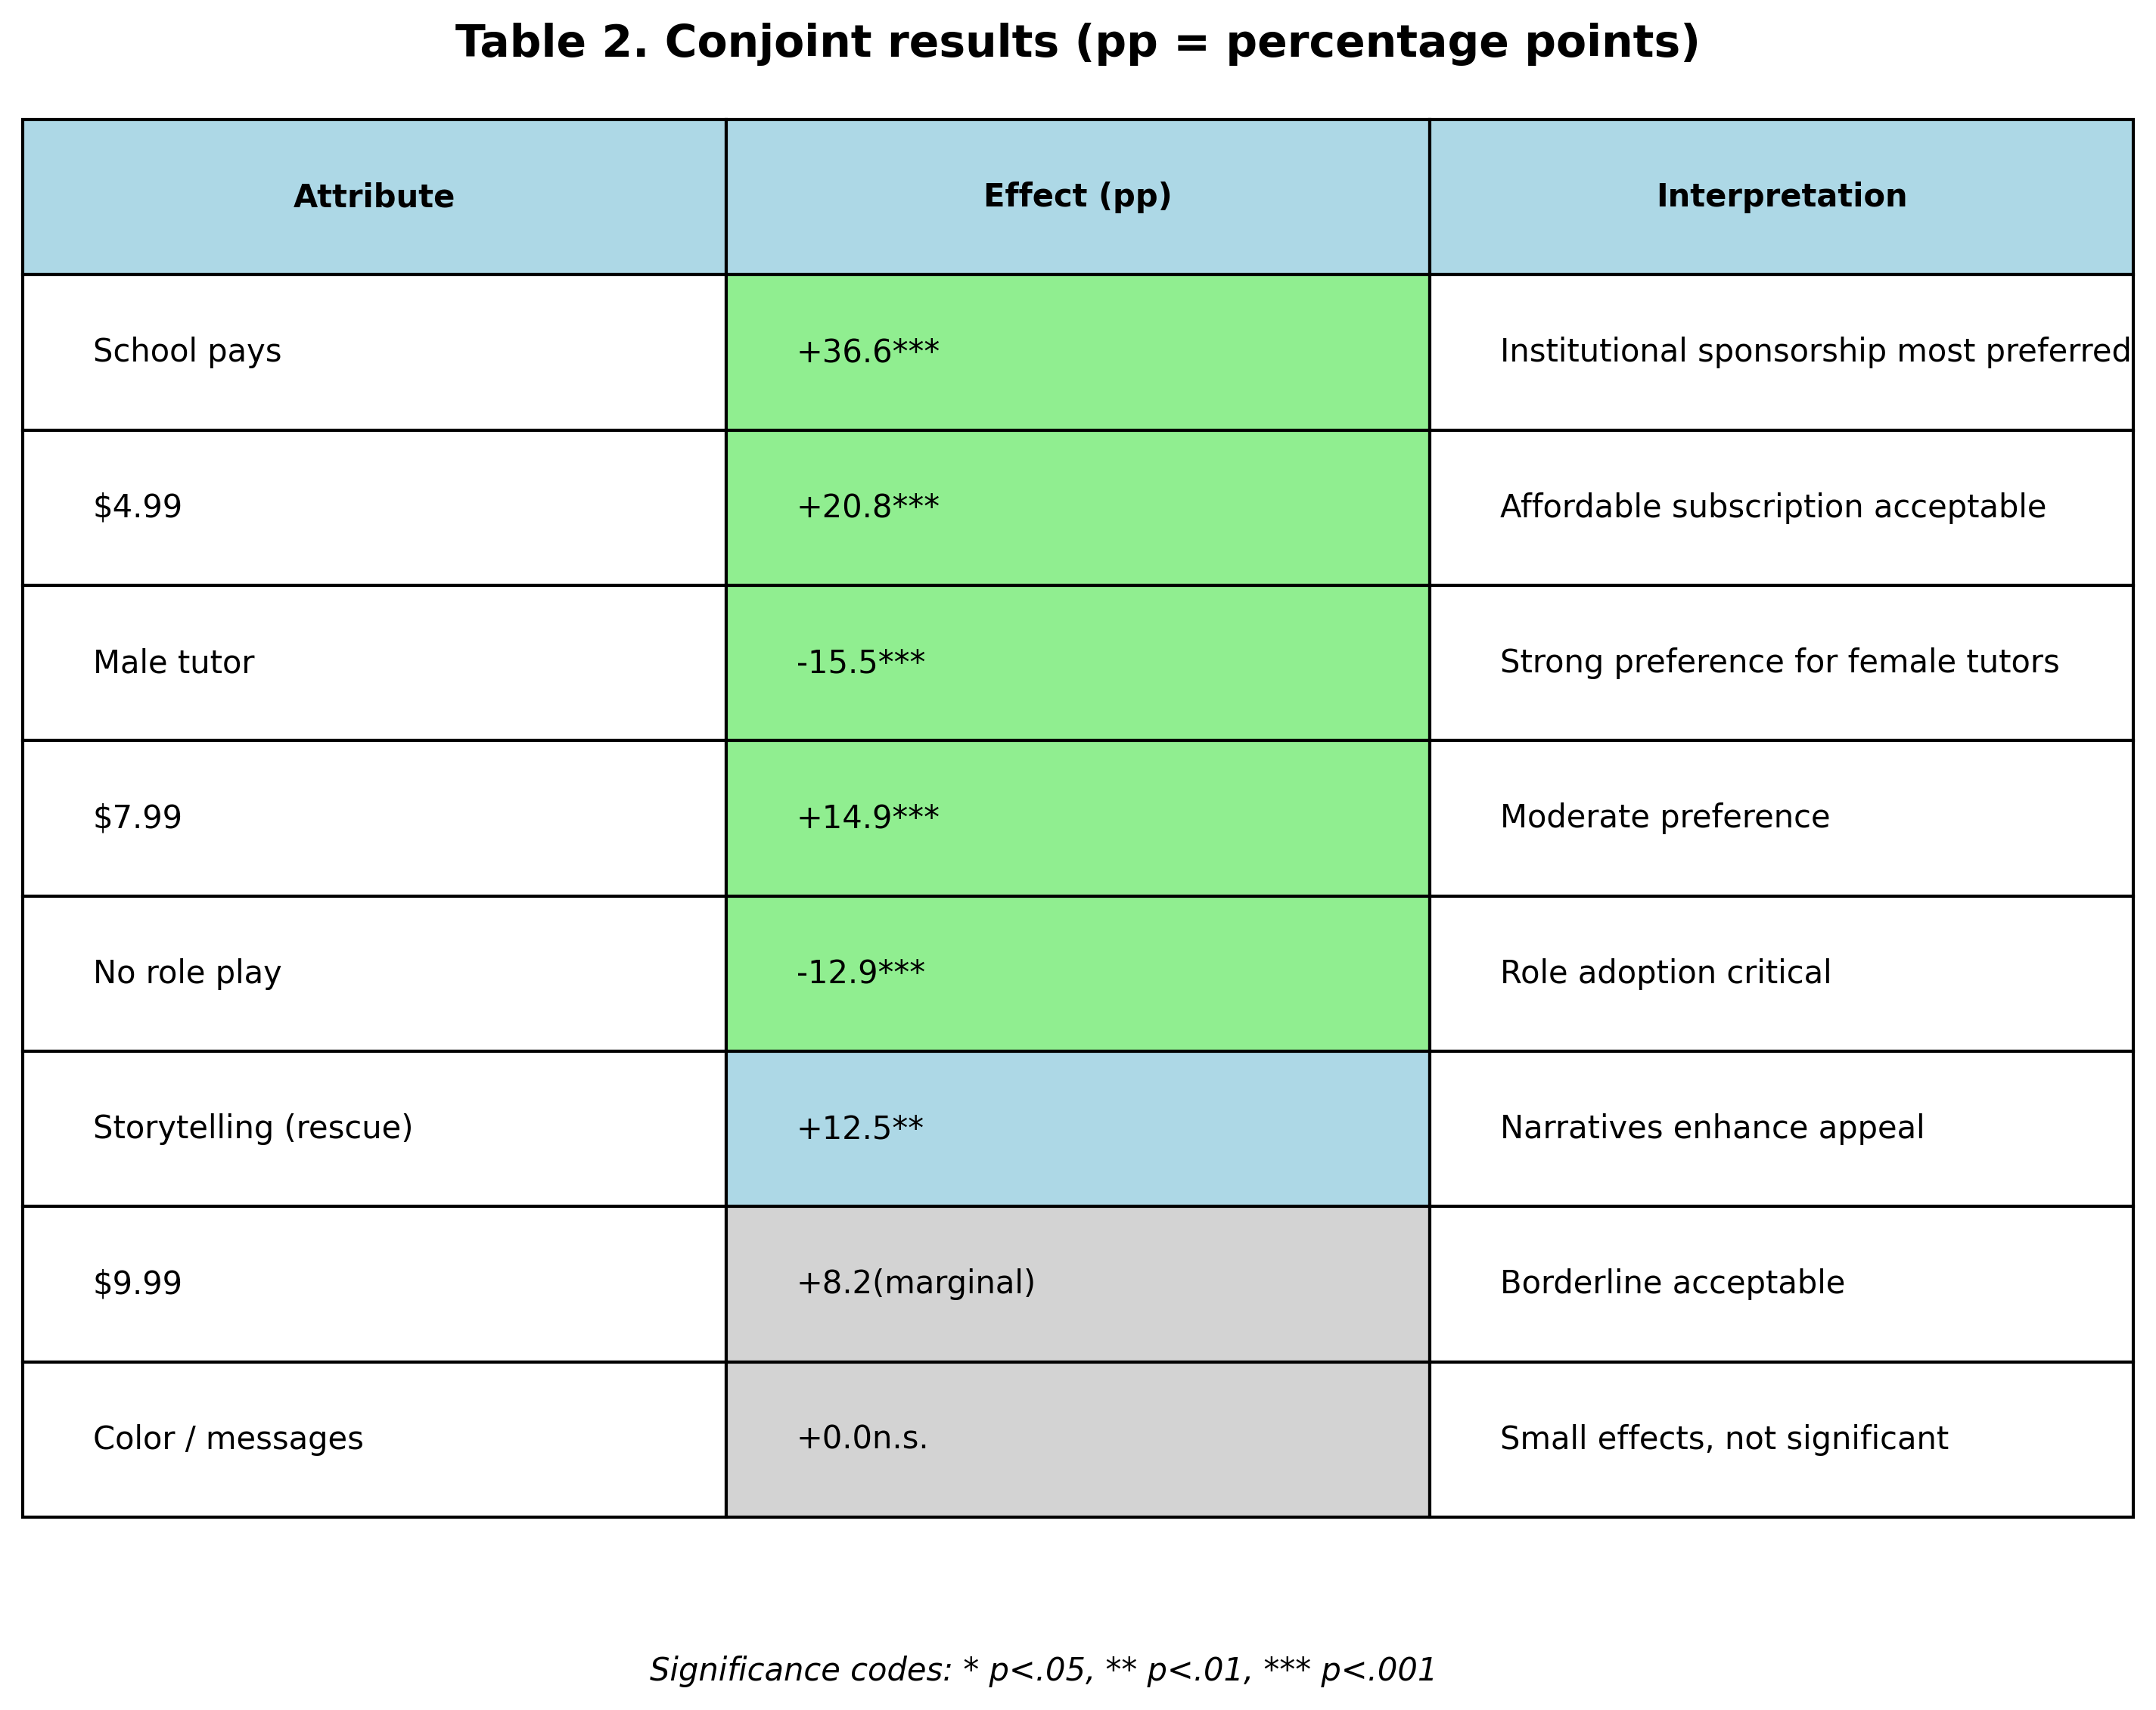 Table 2. Conjoint results (pp = percentage points)
Attribute Effect (pp) Interpretation
School pays +36.6*** Institutional sponsorship most preferred
$4.99 +20.8*** Affordable subscription acceptable
Male tutor -15.5*** Strong preference for female tutors
$7.99 +14.9*** Moderate preference
No role play -12.9*** Role adoption critical
Storytelling (rescue) +12.5** Narratives enhance appeal
$9.99 +8.2(marginal) Borderline acceptable
Color / messages +0.0n.s. Small effects, not significant
Significance codes: * p<.05, ** p<.01, *** p<.001